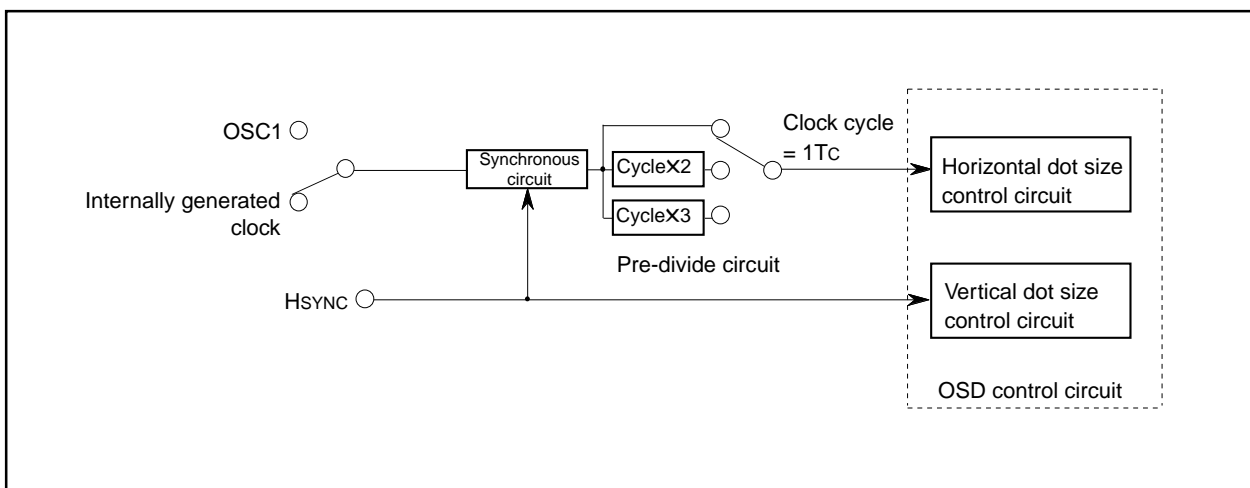 OSC1
Internally generated
clock
HSYNC
Synchronous
circuit
Cycle×2
Cycle×3
Pre-divide circuit
Clock cycle
= 1TC
Horizontal dot size
control circuit
Vertical dot size
control circuit
OSD control circuit